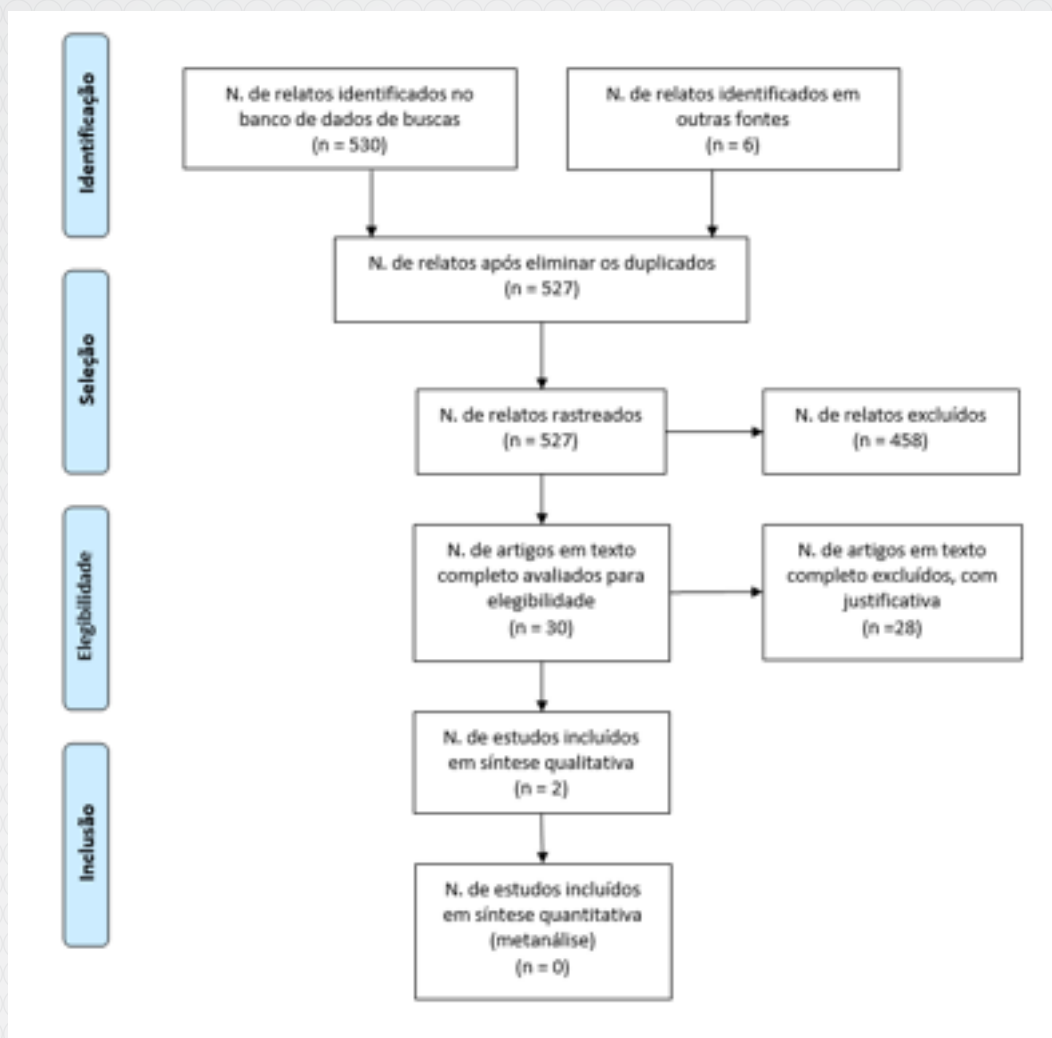 Identificação
N. de relatos identificados no
banco de dados de buscas
(n = 530)
N. de relatos identificados em
outras fontes
(n = 6)
N. de relatos após eliminar os duplicados
(n = 527)
Seleção
N. de relatos rastreados
(n = 527)
N. de relatos excluídos
(n = 458)
Elegibilidade
N. de artigos em texto
completo avaliados para
elegibilidade
(n = 30)
N. de artigos em texto
completo excluídos, com
justificativa
(n =28)
Inclusão
N. de estudos incluídos
em síntese qualitativa
(n = 2)
N. de estudos incluídos
em síntese quantitativa
(metanálise)
(n = 0)